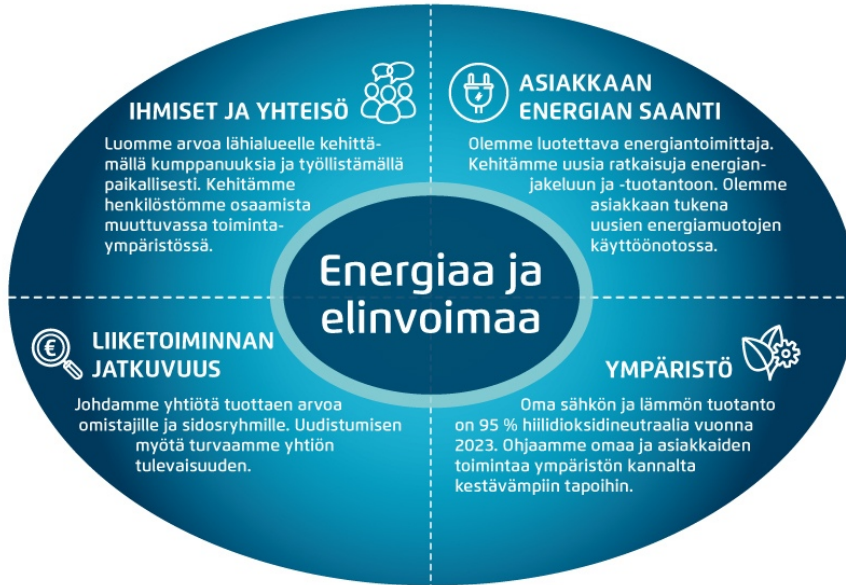 IHMISET JA YHTEISÖ
Luomme arvoa lähialueelle kehittä-
mällä kumppanuuksia ja työllistämällä
paikallisesti. Kehitämme
henkilöstömme osaamista
muuttuvassa toiminta-
ympäristössä.
ASIAKKAAN
ENERGIAN SAANTI
Olemme luotettava energiantoimittaja.
Kehitämme uusia ratkaisuja energian-
jakeluun ja -tuotantoon. Olemme
asiakkaan tukena
uusien energiamuotojen
käyttöönotossa.
Energiaa ja
elinvoimaa
LIIKETOIMINNAN
JATKUVUUS
Johdamme yhtiötä tuottaen arvoa
omistajille ja sidosryhmille. Uudistumisen
myötä turvaamme yhtiön
tulevaisuuden.
YMPÄRISTÖ
Oma sähkön ja lämmön tuotanto
on 95 % hiilidioksidineutraalia vuonna
2023. Ohjaamme omaa ja asiakkaiden
toimintaa ympäristön kannalta
kestävämpiin tapoihin.